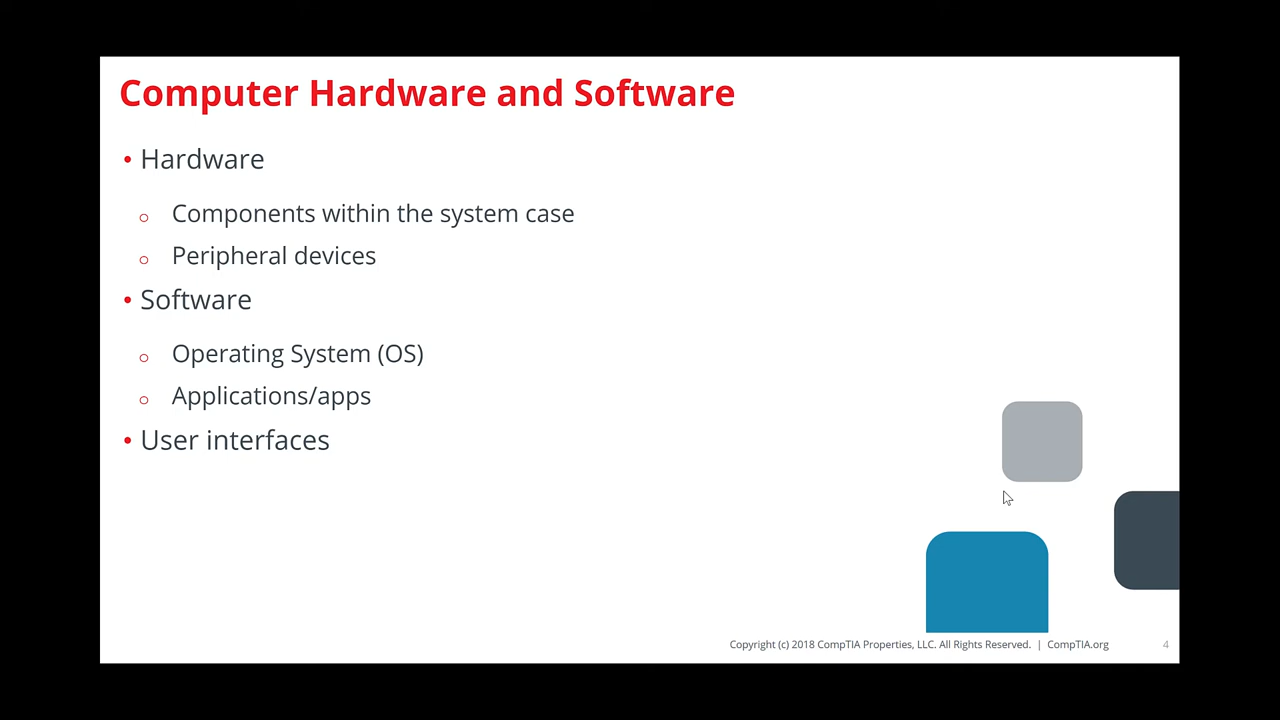 Computer Hardware and Software
• Hardware
o Components within the system case
o Peripheral devices
• Software
o Operating System (OS)
o Applications/apps
• User interfaces
Copyright (c) 2018 CompTIA Properties, LLC. All Rights Reserved. | CompTIA.org 4